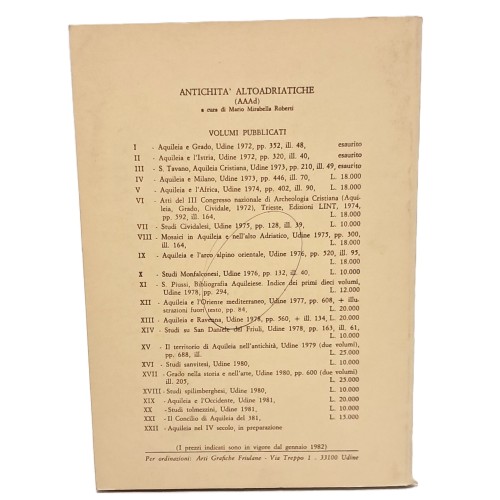 ANTICHITA' ALTOADRIATICHE
(AAAd)
a cura di Mario Mirabella Roberti
VOLUMI PUBBLICATI
I - Aquileia e Grado, Udine 1972, pp. 352, ill. 48, esaurito
II - Aquileia e l'Istria, Udine 1972, pp. 320, ill. 40, esaurito
III - S. Tavano, Aquileia Cristiana, Udine 1973, pp. 210, ill. 49, esaurito
IV - Aquileia e Milano, Udine 1973, pp. 446, ill. 70, L. 18.000
V - Aquileia e l'Africa, Udine 1974, pp. 402, ill. 90, L. 18.000
VI - Atti del III Congresso nazionale di Archeologia Cristiana (Aqui-
leia, Grado, Cividale, 1972), Trieste, Edizioni LINT, 1974,
pp. 592, ill. 164, L. 18.000
VII - Studi Cividalesi, Udine 1975, pp. 128, ill. 39, L. 10.000
VIII - Mosaici in Aquileia e nell'alto Adriatico, Udine 1975, pp. 300,
ill. 164, L. 18.000
IX - Aquileia e l'arco alpino orientale, Udine 1976, pp. 520, ill. 95,
L. 18.000
X - Studi Monfalconesi, Udine 1976, pp. 132, ill. 40, L. 10.000
XI - S. Piussi, Bibliografia Aquileiese. Indice dei primi dieci volumi,
Udine 1978, pp. 294, L. 12.000
XII - Aquileia e l'Oriente mediterraneo, Udine 1977, pp. 608, + illu-
strazioni fuori testo, pp. 84, L. 20.000
XIII - Aquileia e Ravenna, Udine 1978, pp. 560, + ill. 134, L. 20.000
XIV - Studi su San Daniele del Friuli, Udine 1978, pp. 163, ill. 61,
L. 10.000
XV - Il territorio di Aquileia nell'antichità, Udine 1979 (due volumi),
pp. 688, ill. L. 25.000
XVI - Studi sanvitesi, Udine 1980, L. 10.000
XVII - Grado nella storia e nell'arte, Udine 1980, pp. 600 (due volumi)
ill. 205, L. 25.000
XVIII - Studi spilimberghesi, Udine 1980, L. 10.000
XIX - Aquileia e l'Occidente, Udine 1981, L. 20.000
XX - Studi tolmezzini, Udine 1981, L. 10.000
XXI - Il Concilio di Aquileia del 381, L. 15.000
XXII - Aquileia nel IV secolo, in preparazione
(I prezzi indicati sono in vigore dal gennaio 1982)
Per ordinazioni: Arti Grafiche Friulane - Via Treppo 1 - 33100 Udine